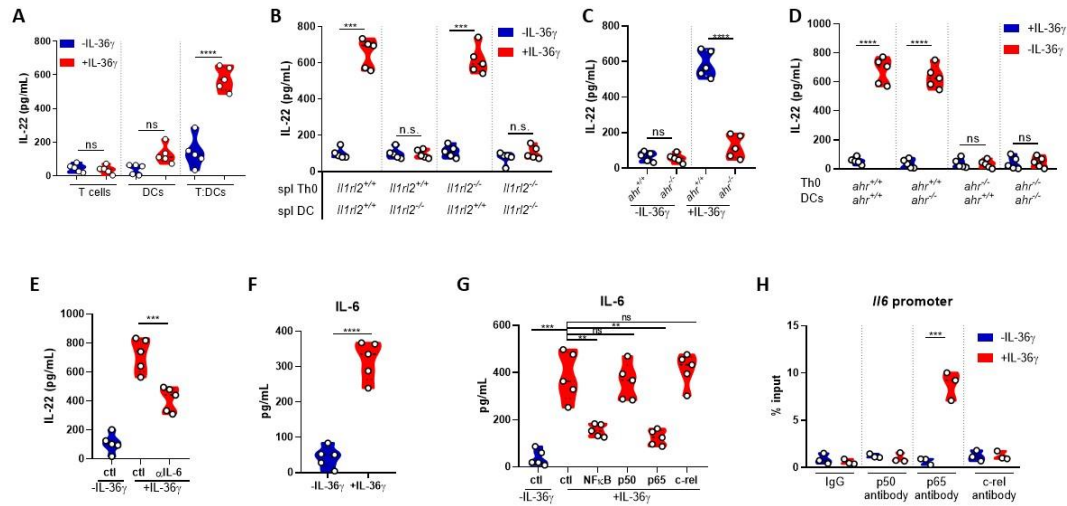 A
-IL-36γ
+IL-36γ
IL-22 (pg/mL)
800
600
400
200
0
ns
ns
****
T cells
DCs
T:DCs
B
-IL-36γ
+IL-36γ
IL-22 (pg/mL)
800
600
400
200
0
***
n.s.
***
n.s.
spl Th0 Il1rl2+/+ Il1rl2+/+ Il1rl2-/- Il1rl2-/-
spl DC Il1rl2+/+ Il1rl2-/- Il1rl2+/+ Il1rl2-/-
C
IL-22 (pg/mL)
800
600
400
200
0
ns
****
ahr+/+ ahr-/- ahr+/+ ahr-/-
-IL-36γ +IL-36γ
D
+IL-36γ
-IL-36γ
IL-22 (pg/mL)
1000
800
600
400
200
0
****
****
ns
ns
Th0 ahr+/+ ahr+/+ ahr-/- ahr-/-
DCs ahr+/+ ahr-/- ahr+/+ ahr-/-
E
IL-22 (pg/mL)
1000
800
600
400
200
0
***
ctl ctl αIL-6
-IL-36γ +IL-36γ
F
IL-6
pg/mL
400
300
200
100
0
****
-IL-36γ +IL-36γ
G
IL-6
pg/mL
600
400
200
0
ns
**
ns
**
***
ctl ctl NFκB p50 p65 c-rel
-IL-36γ +IL-36γ
H
Il6 promoter
-IL-36γ
+IL-36γ
% input
15
10
5
0
***
IgG p50 p65 c-rel
antibody antibody antibody